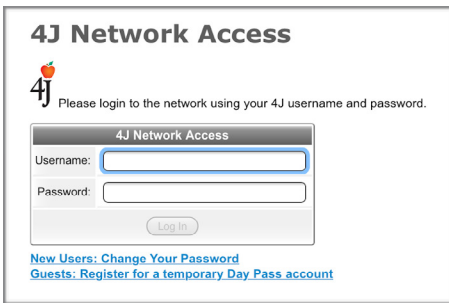 4J Network Access
4J
Please login to the network using your 4J username and password.
4J Network Access
Username:
Password:
Log In
New Users: Change Your Password
Guests: Register for a temporary Day Pass account